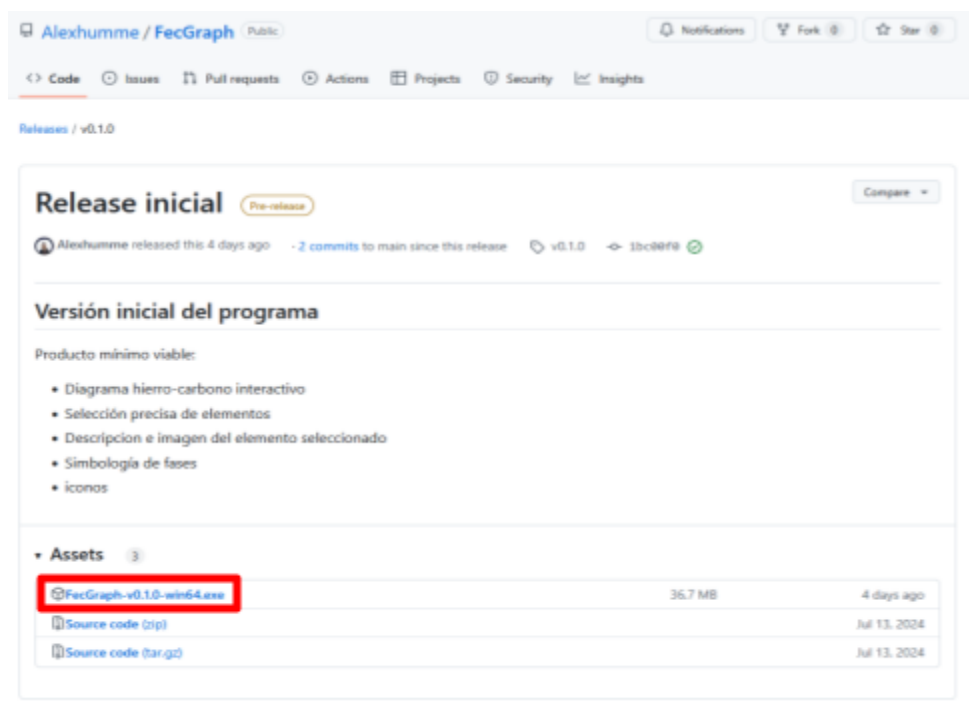 Alexhumme / FecGraph Public
Notifications Fork 0 Star 0
Code Issues Pull requests Actions Projects Security Insights
Releases / v0.1.0
Release inicial Pre-release
Compare
Alexhumme released this 4 days ago · 2 commits to main since this release v0.1.0 1bc00f0
Versión inicial del programa
Producto mínimo viable:
• Diagrama hierro-carbono interactivo
• Selección precisa de elementos
• Descripcion e imagen del elemento seleccionado
• Simbología de fases
• iconos
Assets 3
FecGraph-v0.1.0-win64.exe 36.7 MB 4 days ago
Source code (zip) Jul 13, 2024
Source code (tar.gz) Jul 13, 2024